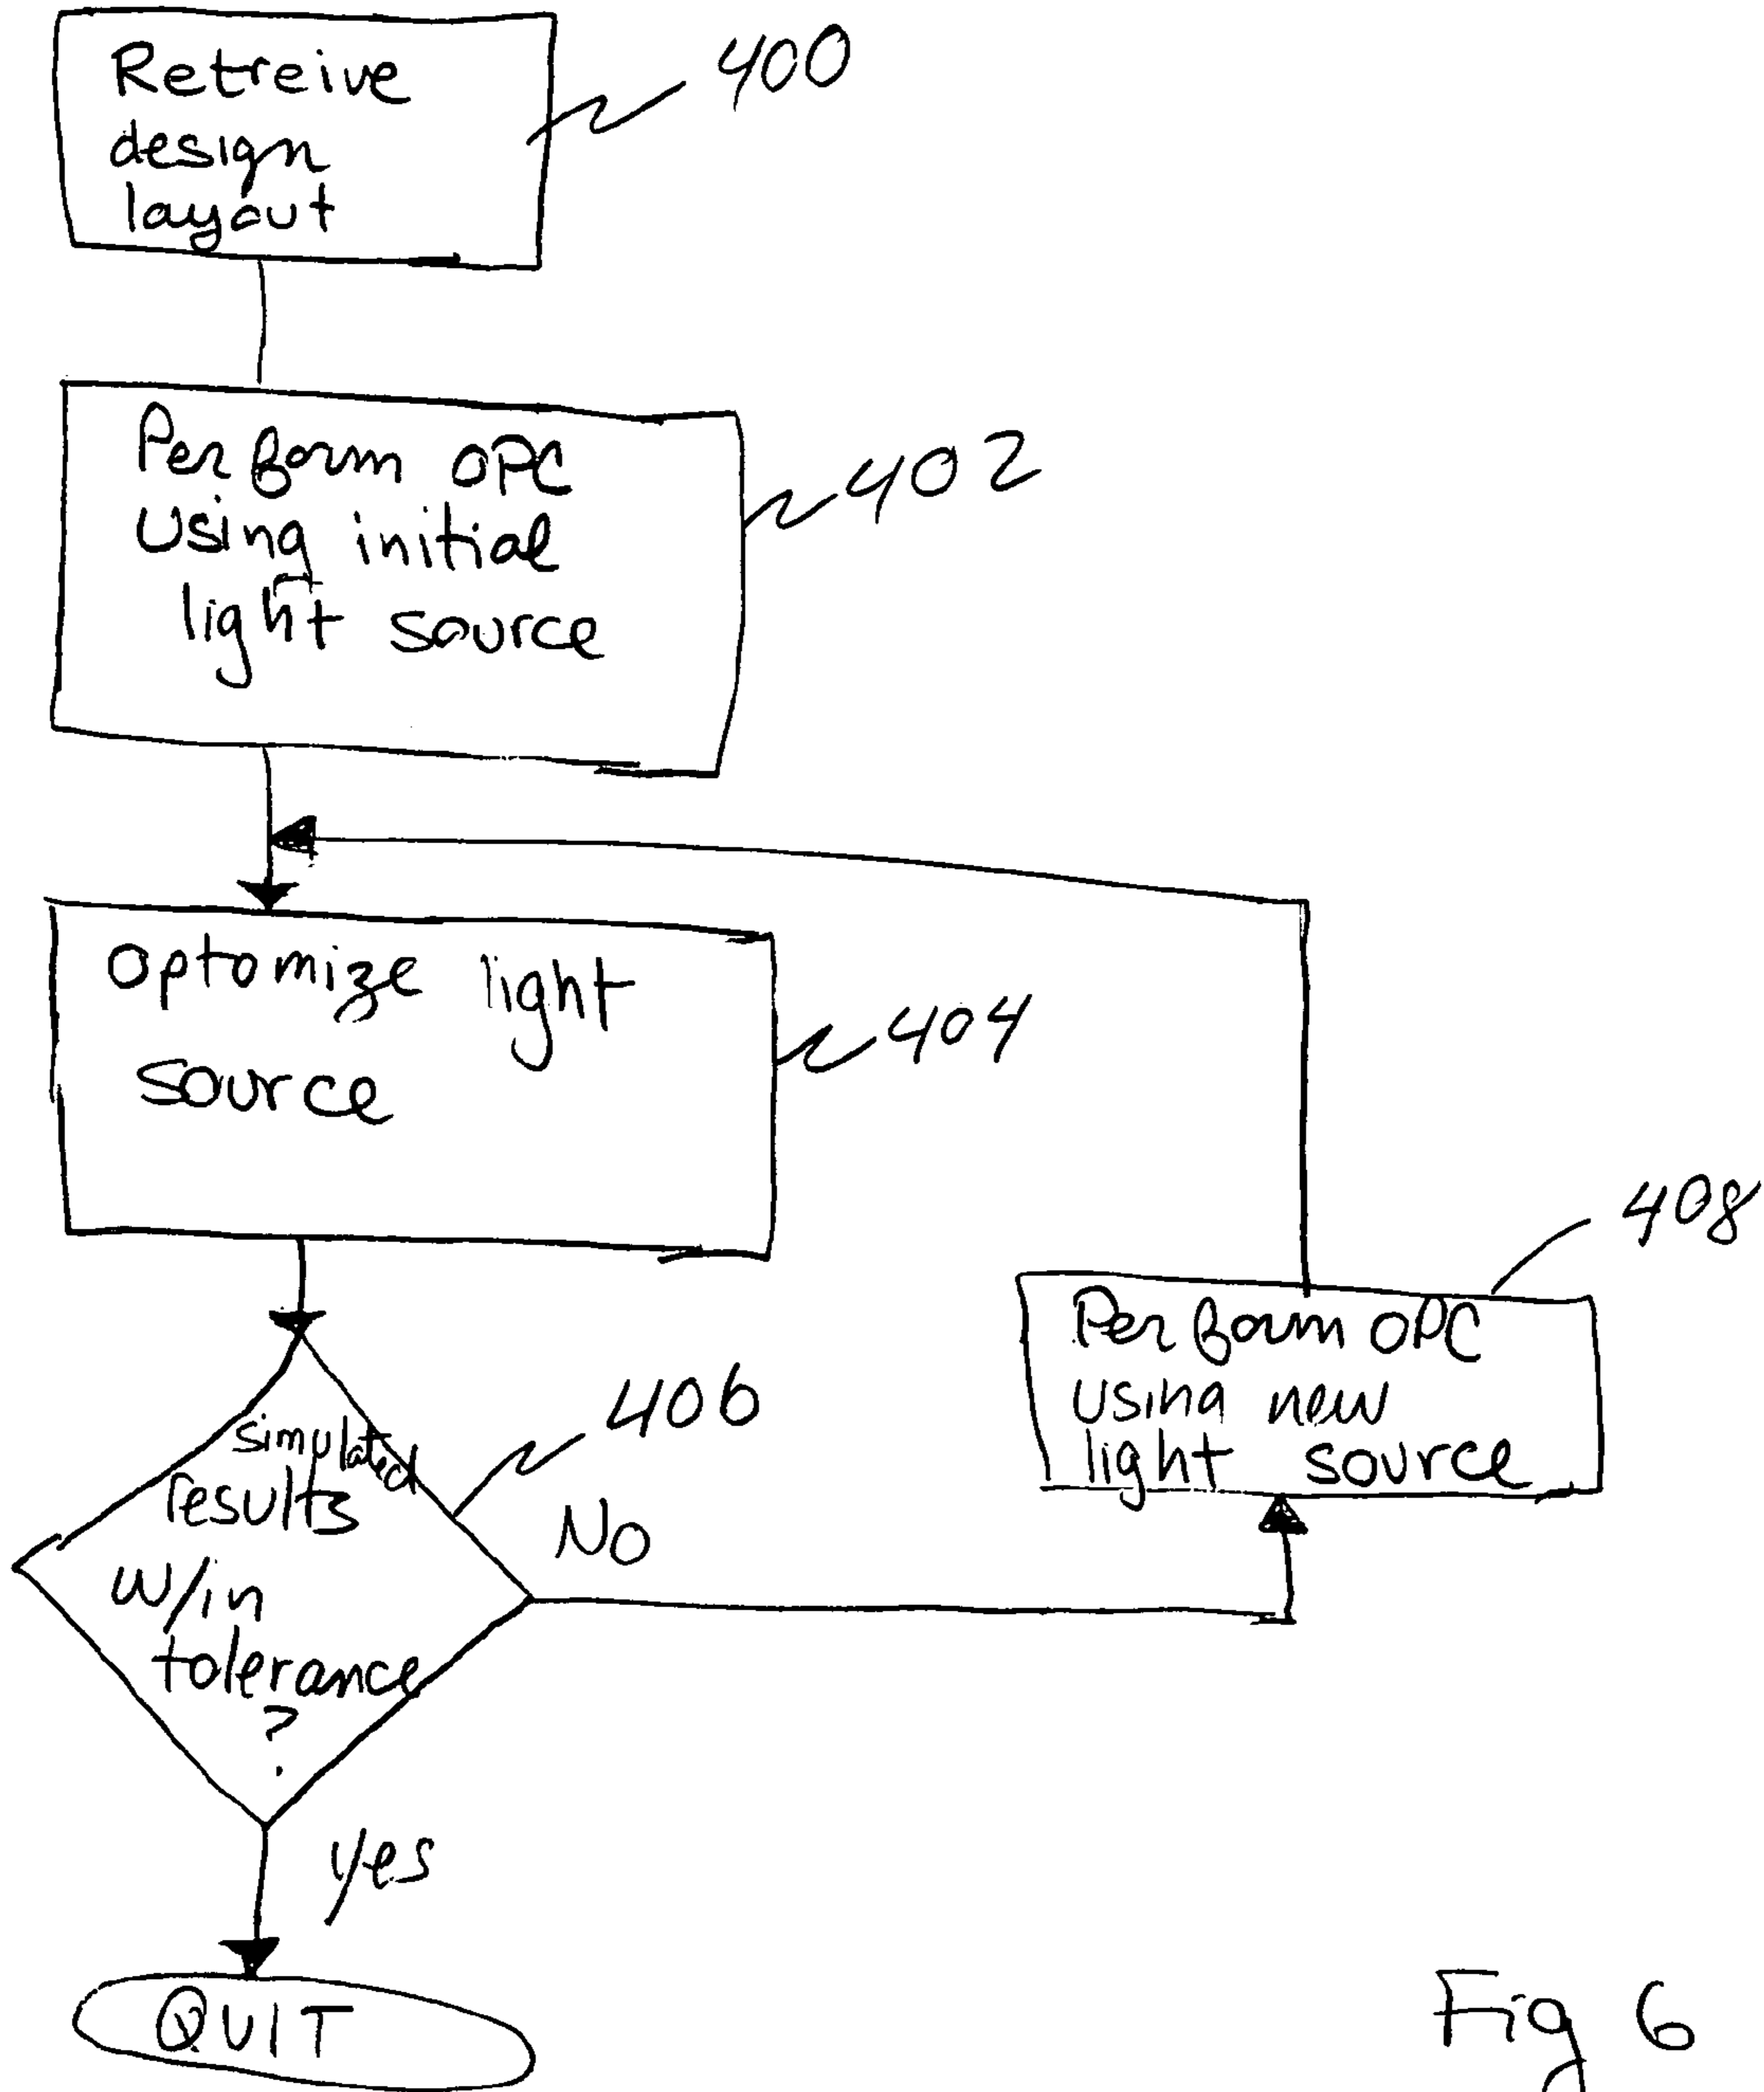 Retreive
design
layout
400
Perform OPC
Using initial
light source
402
Optomize light
source
404
simulated
results
w/in
tolerance
?
406
No
Perform OPC
using new
light source
408
yes
QUIT
Fig 6